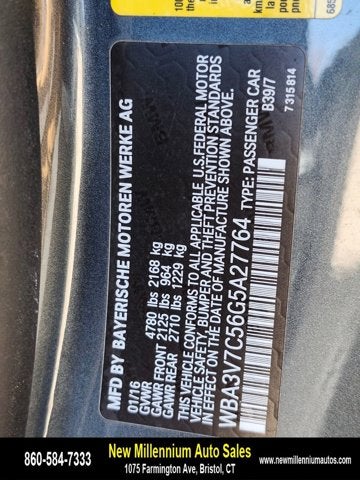 MFD BY BAYERISCHE MOTOREN WERKE AG
01/16
GVWR 4780 lbs 2168 kg
GAWR FRONT 2125 lbs 964 kg
GAWR REAR 2710 lbs 1229 kg
THIS VEHICLE CONFORMS TO ALL APPLICABLE U.S.FEDERAL MOTOR
VEHICLE SAFETY, BUMPER AND THEFT PREVENTION STANDARDS
IN EFFECT ON THE DATE OF MANUFACTURE SHOWN ABOVE.
WBA3V7C56G5A27764 TYPE: PASSENGER CAR
B39/7
7315814
860-584-7333
New Millennium Auto Sales
1075 Farmington Ave, Bristol, CT
www.newmillenniumautos.com